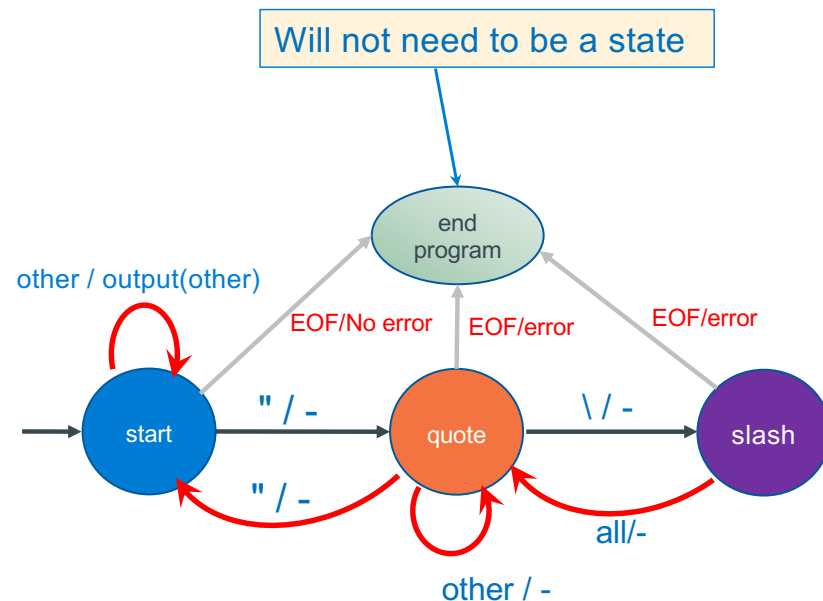 Will not need to be a state
end
program
other / output(other)
EOF/No error
EOF/error
EOF/error
start
" / -
quote
\ / -
slash
" / -
all/-
other / -